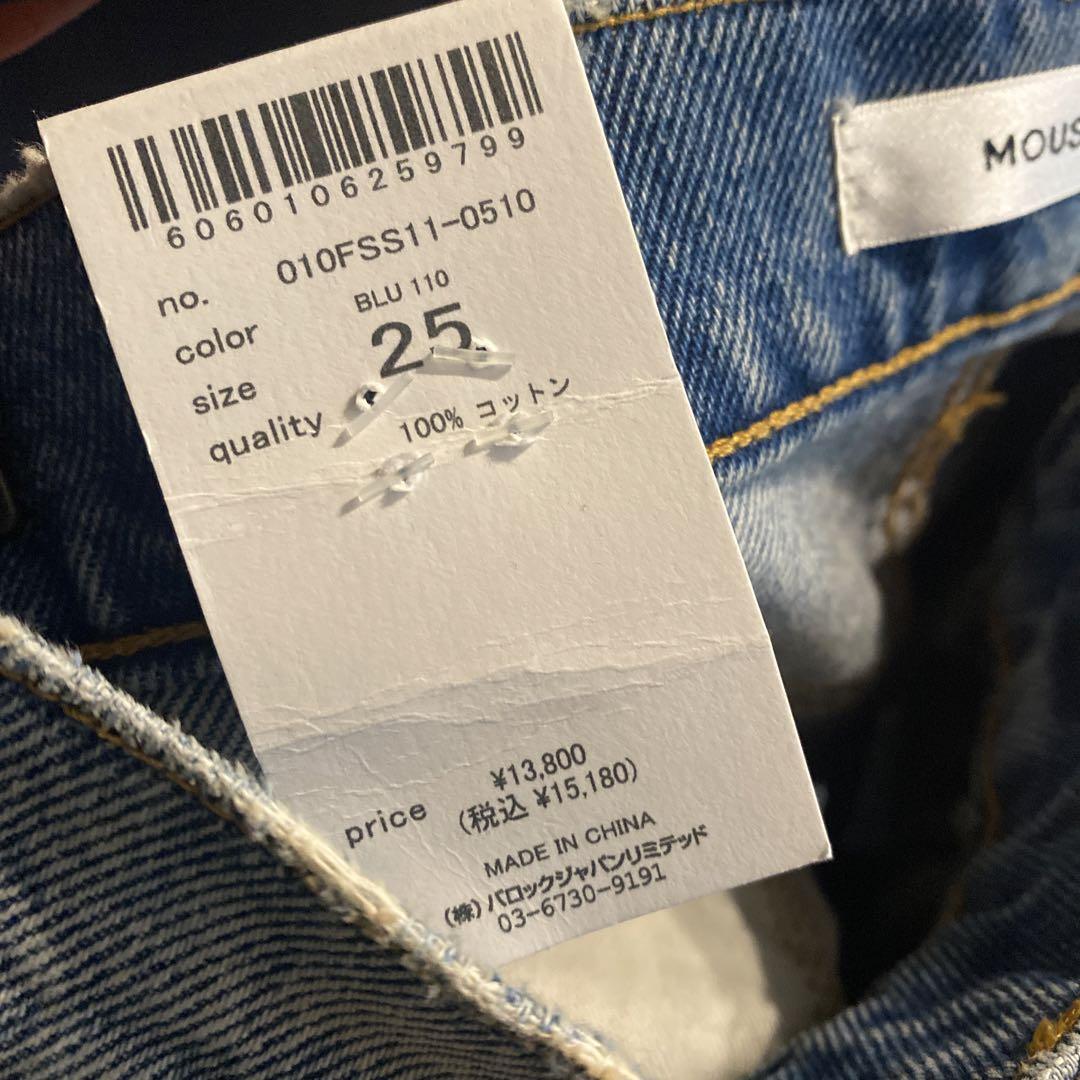 6060106259799
no. 010FSS11-0510
color BLU 110
size 25
quality 100% コットン
price ¥13,800
(税込 ¥15,180)
MADE IN CHINA
(株)バロックジャパンリミテッド
03-6730-9191
MOUS